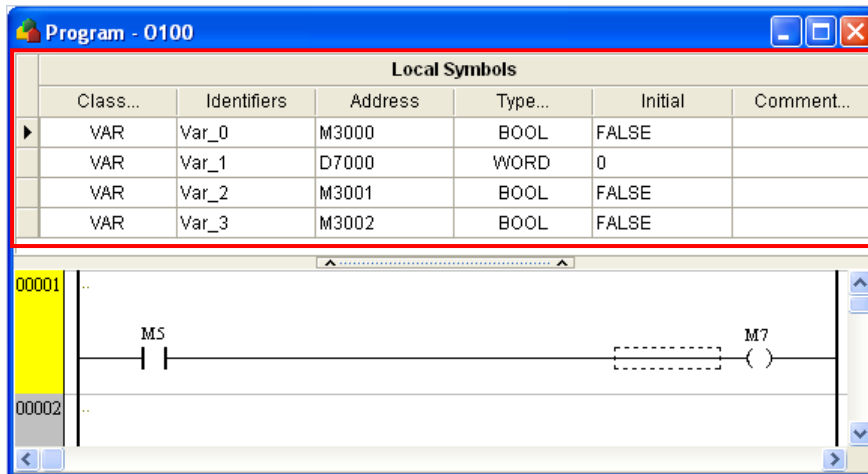 Program - O100
Local Symbols
Class... Identifiers Address Type... Initial Comment...
VAR Var_0 M3000 BOOL FALSE
VAR Var_1 D7000 WORD 0
VAR Var_2 M3001 BOOL FALSE
VAR Var_3 M3002 BOOL FALSE
00001 ..
M5 M7
00002 ..